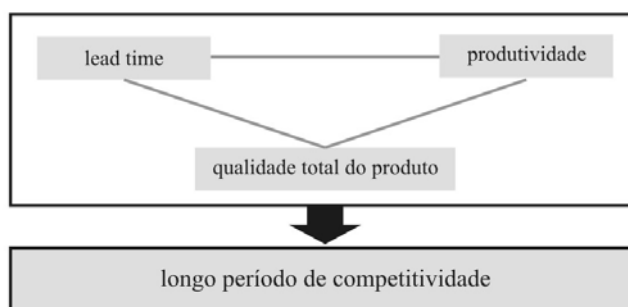 lead time
produtividade
qualidade total do produto
longo período de competitividade